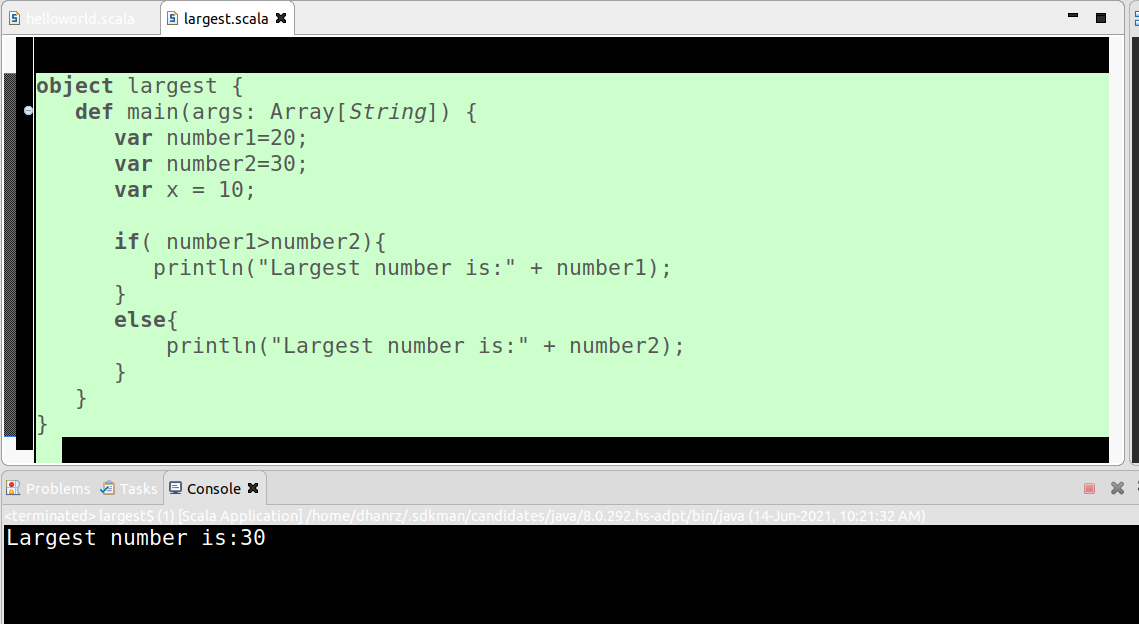 helloworld.scala largest.scala
object largest {
def main(args: Array[String]) {
var number1=20;
var number2=30;
var x = 10;
if( number1>number2){
println("Largest number is:" + number1);
}
else{
println("Largest number is:" + number2);
}
}
}
Problems Tasks Console
<terminated> largest$ (1) [Scala Application] /home/dhanrz/.sdkman/candidates/java/8.0.292.hs-adpt/bin/java (14-Jun-2021, 10:21:32 AM)
Largest number is:30